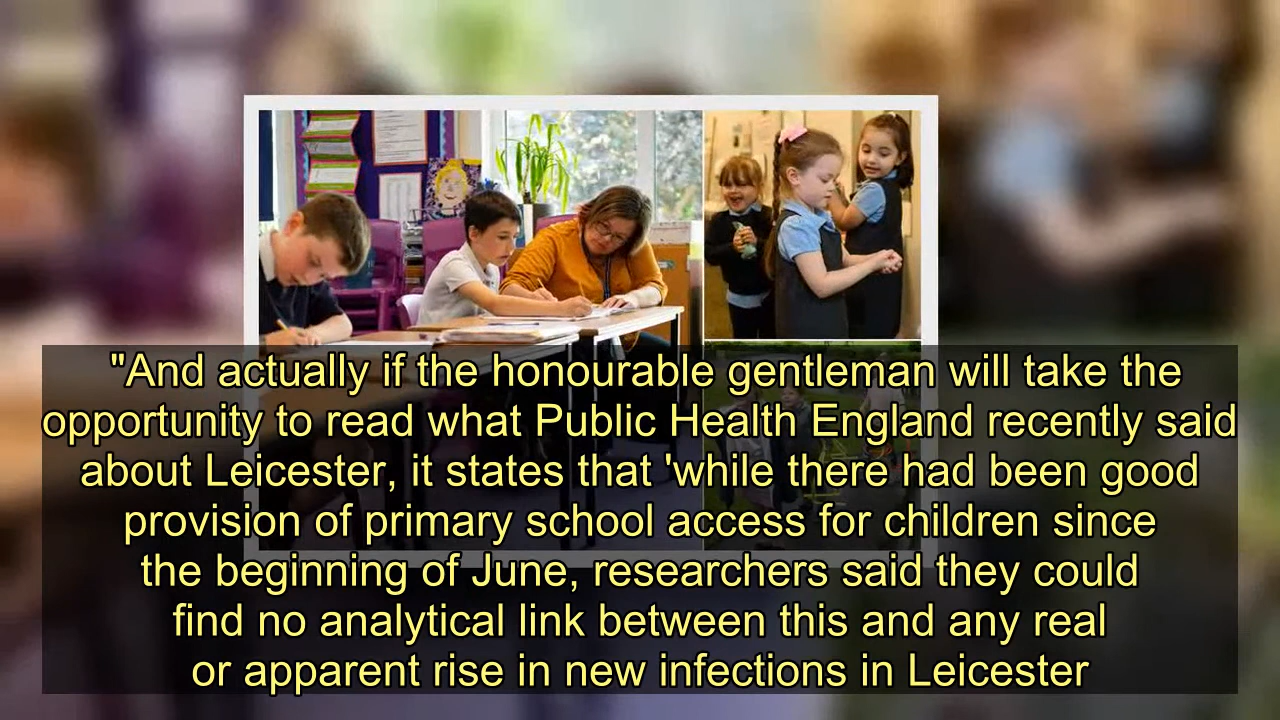 "And actually if the honourable gentleman will take the
opportunity to read what Public Health England recently said
about Leicester, it states that 'while there had been good
provision of primary school access for children since
the beginning of June, researchers said they could
find no analytical link between this and any real
or apparent rise in new infections in Leicester